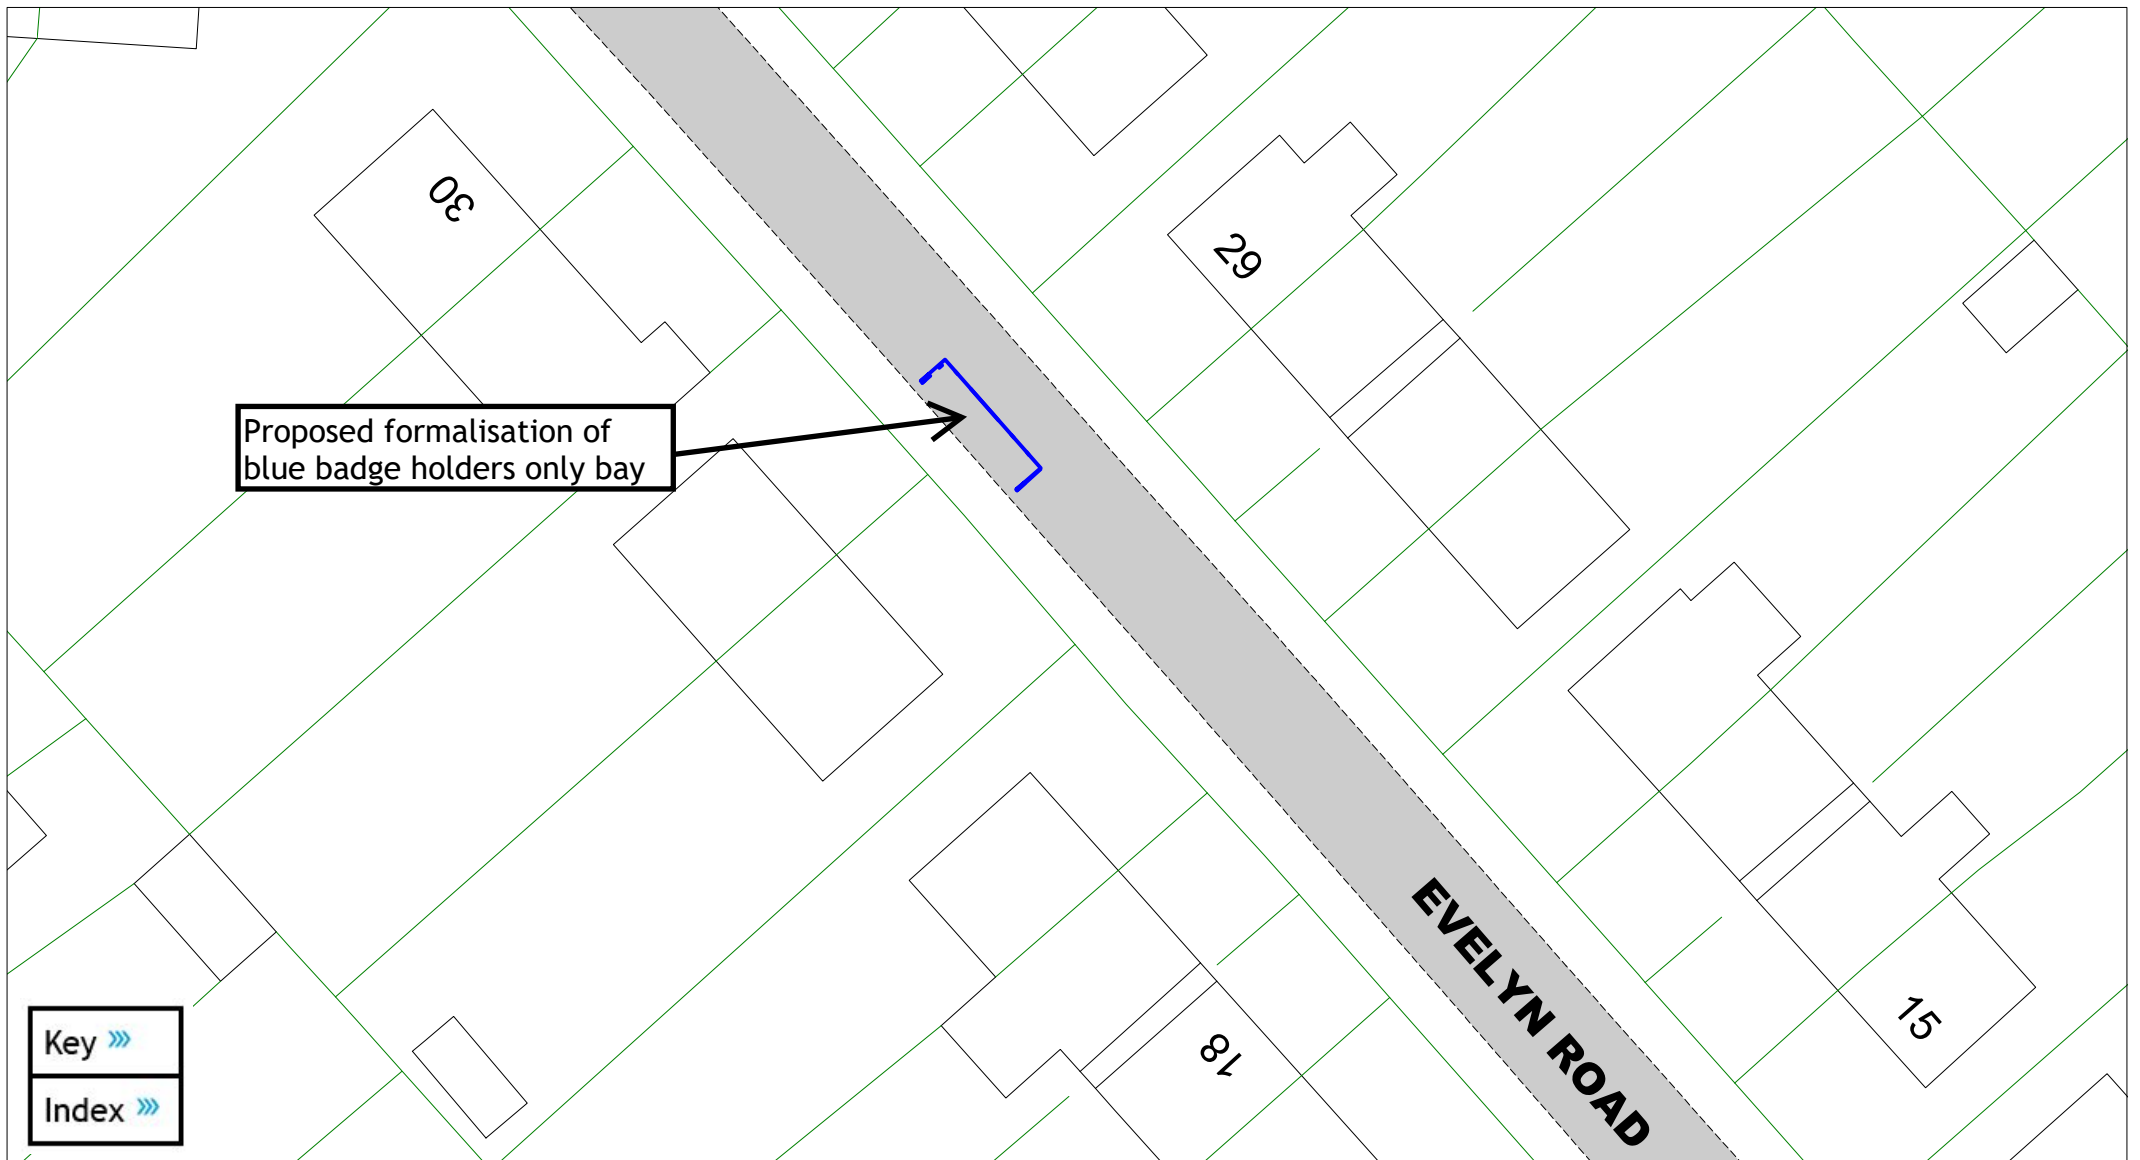 30
29
Proposed formalisation of
blue badge holders only bay
EVELYN ROAD
15
18
Key »»
Index »»